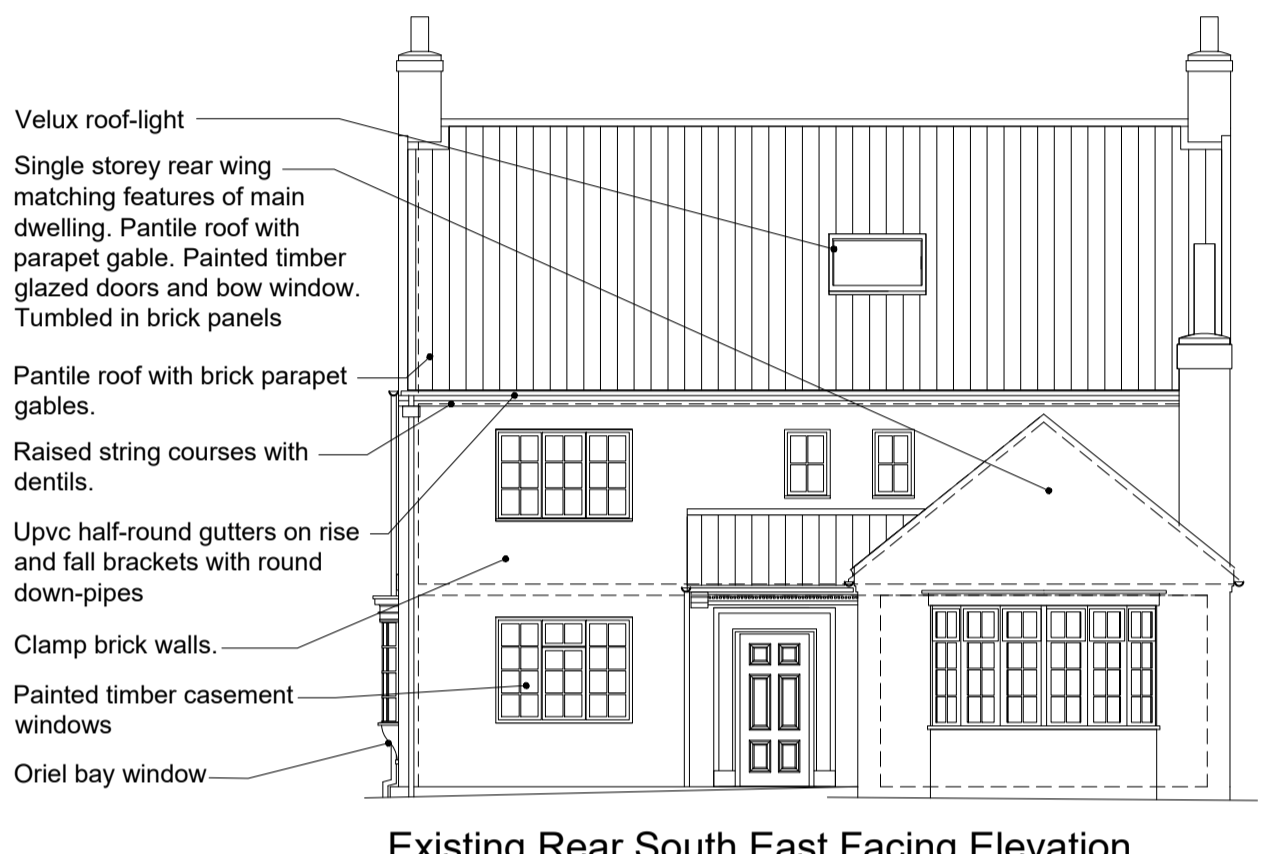 Velux roof-light
Single storey rear wing
matching features of main
dwelling. Pantile roof with
parapet gable. Painted timber
glazed doors and bow window.
Tumbled in brick panels
Pantile roof with brick parapet
gables.
Raised string courses with
dentils.
Upvc half-round gutters on rise
and fall brackets with round
down-pipes
Clamp brick walls.
Painted timber casement
windows
Oriel bay window
Existing Rear South East Facing Elevation